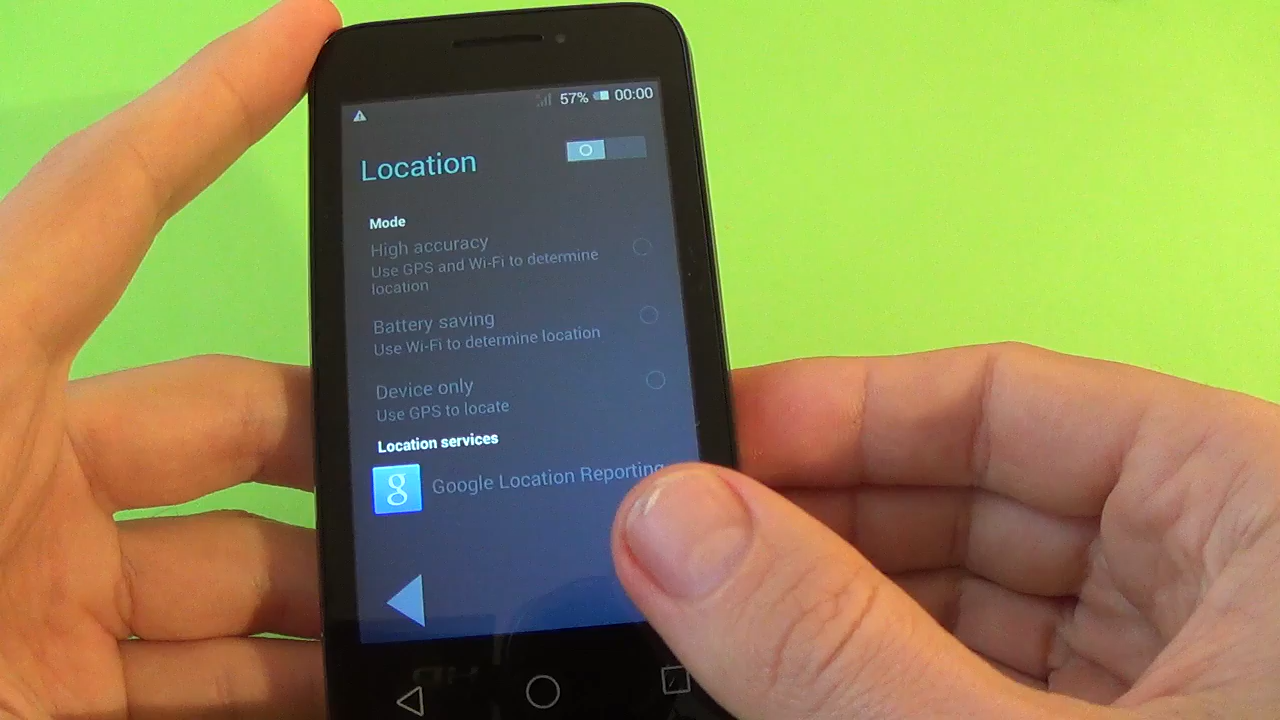 57% 00:00
Location
Mode
High accuracy
Use GPS and Wi-Fi to determine
location
Battery saving
Use Wi-Fi to determine location
Device only
Use GPS to locate
Location services
g Google Location Reporting